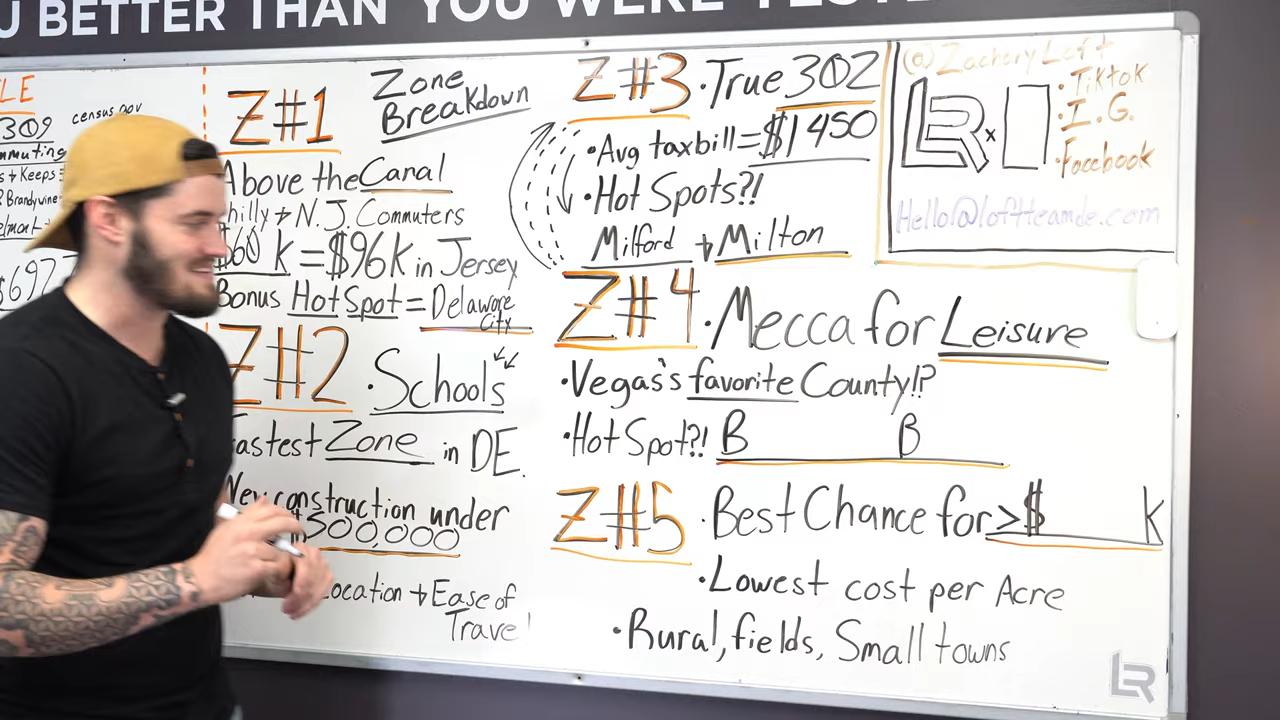 U BETTER THAN YOU WERE
LE
census.gov
309
mmuting
s + Keeps
Brandywine
$697
Zone
Breakdown
Z#1
Above the Canal
Philly + N.J. Commuters
$60k = $96k in Jersey
Bonus Hot Spot = Delaware
City
Z#2 · Schools
Fastest Zone in DE.
New construction under
$500,000
Location + Ease of
Travel
Z#3 · True 302
· Avg tax bill = $1450
· Hot Spots?!
Milford + Milton
Z#4 · Mecca for Leisure
· Vegas's favorite County!?
· Hot Spot?! B B
Z#5 · Best Chance for ≥$ k
· Lowest cost per Acre
· Rural, fields, Small towns
@ Zachary Loft
LR x
· Tiktok
· I.G.
· Facebook
Hello@loftteamde.com
LR